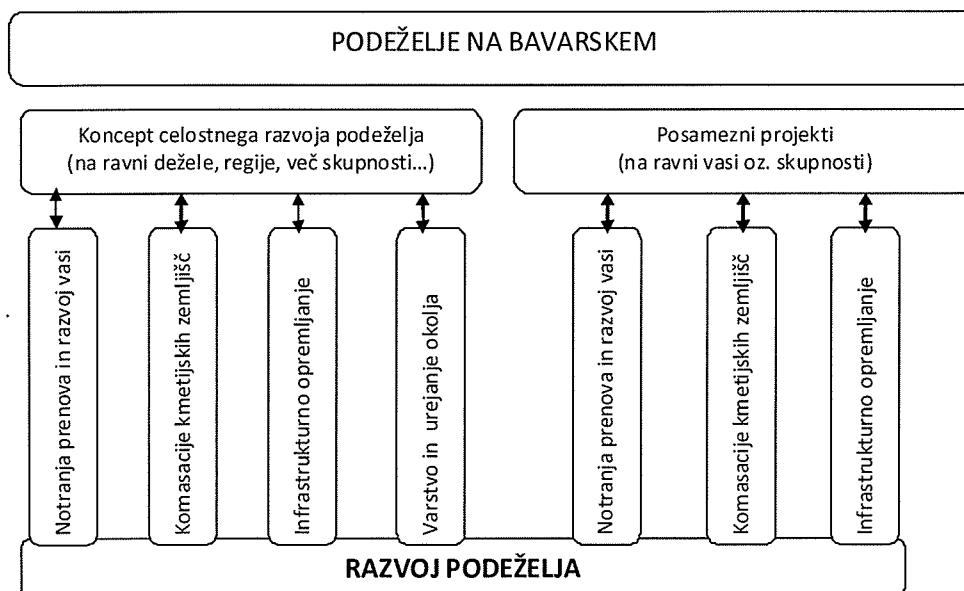 PODEŽELJE NA BAVARSKEM
Koncept celostnega razvoja podeželja
(na ravni dežele, regije, več skupnosti...)
Posamezni projekti
(na ravni vasi oz. skupnosti)
Notranja prenova in razvoj vasi
Komasacije kmetijskih zemljišč
Infrastrukturno opremljanje
Varstvo in urejanje okolja
Notranja prenova in razvoj vasi
Komasacije kmetijskih zemljišč
Infrastrukturno opremljanje
RAZVOJ PODEŽELJA